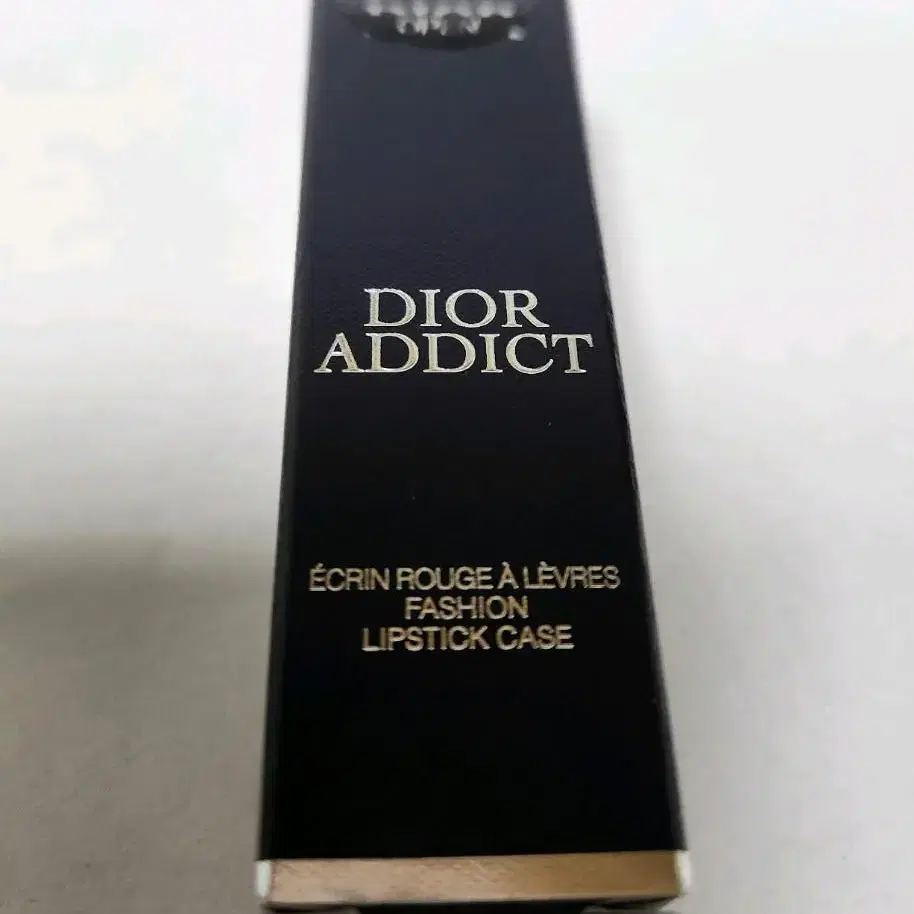 DIOR
ADDICT
ÉCRIN ROUGE À LÈVRES
FASHION
LIPSTICK CASE